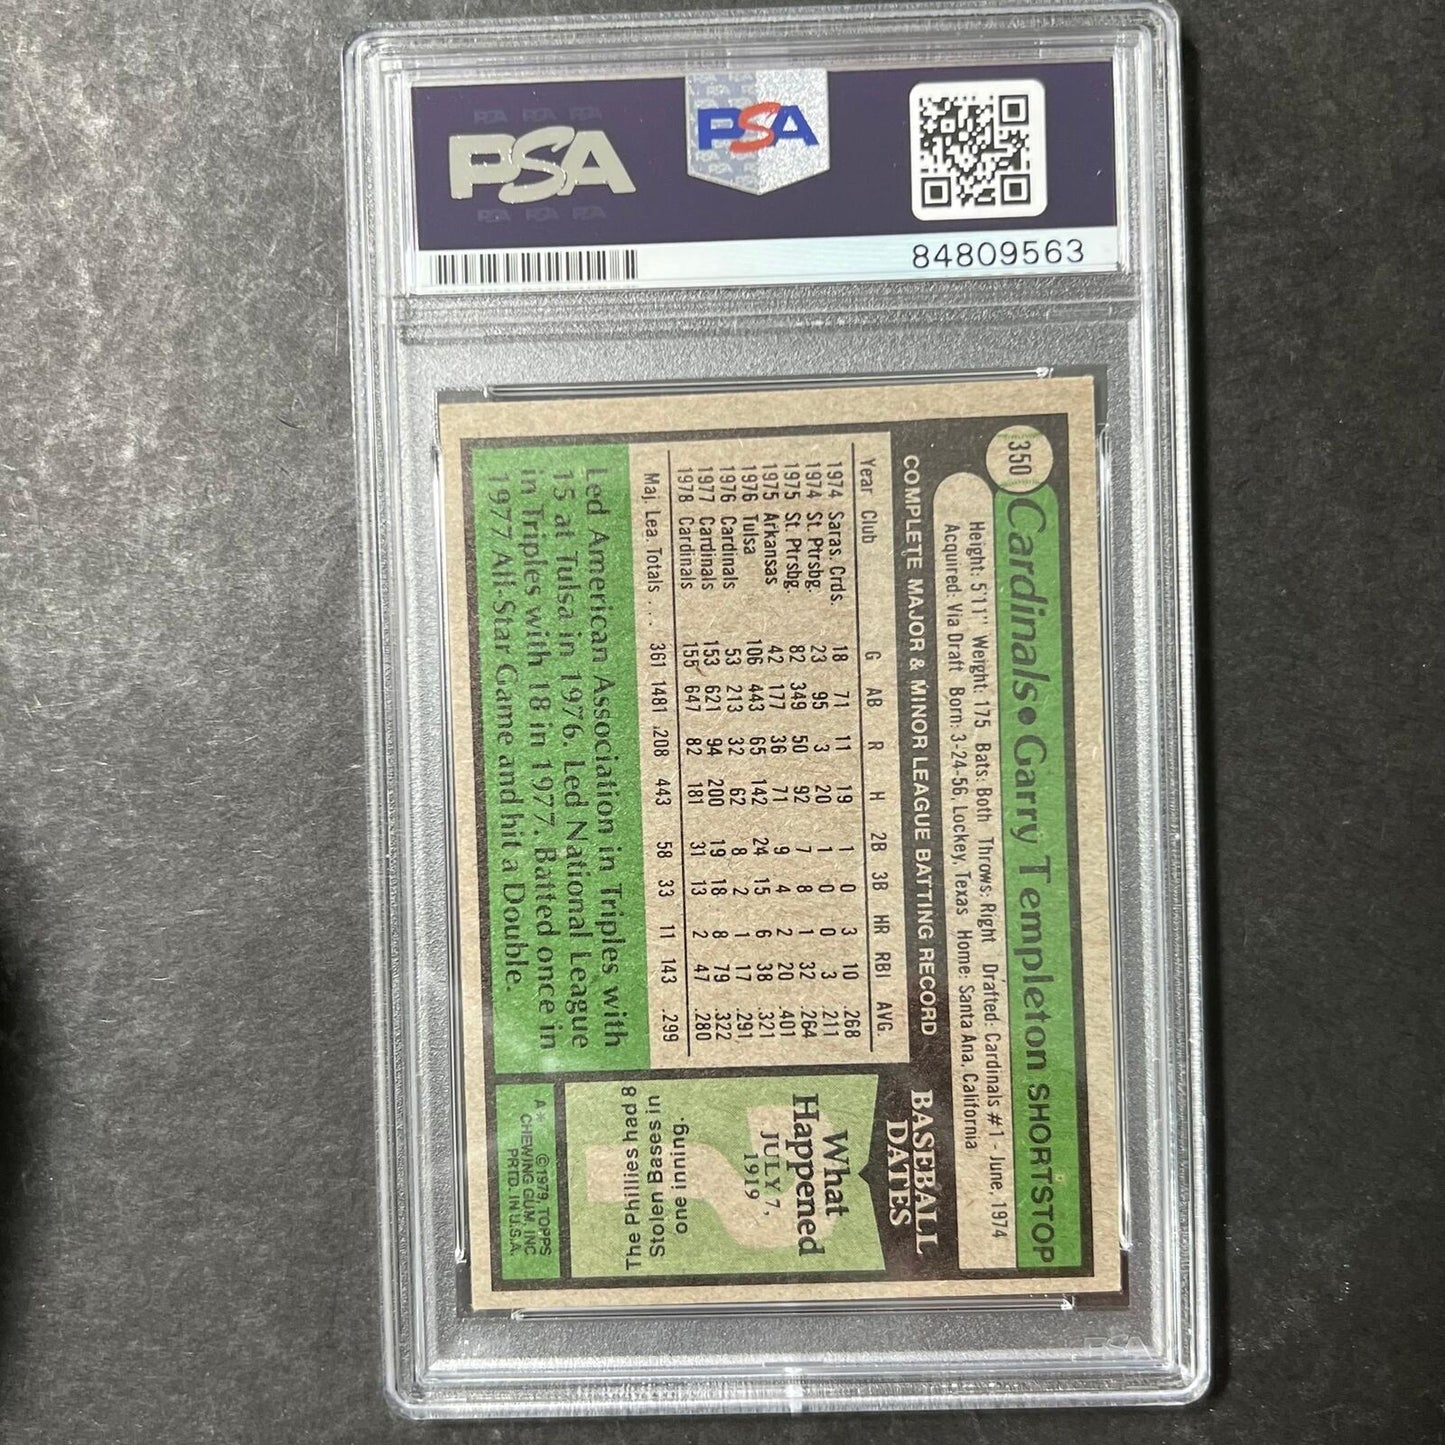 PSA
PSA
84809563
350
Cardinals • Garry Templeton SHORTSTOP
Height: 5'11" Weight: 175 Bats: Both Throws: Right Drafted: Cardinals #1 - June, 1974
Acquired: Via Draft Born: 3-24-56, Lockey, Texas Home: Santa Ana, California
COMPLETE MAJOR & MINOR LEAGUE BATTING RECORD
Year Club G AB R H 2B 3B HR RBI AVG.
1974 Saras. Crds. 18 71 11 19 1 0 3 10 .268
1974 St. Ptrsbg. 23 95 3 20 1 0 0 3 .211
1975 St. Ptrsbg. 82 349 50 92 7 8 1 32 .264
1975 Arkansas 42 177 36 71 9 4 2 20 .401
1976 Tulsa 106 443 65 142 24 15 6 38 .321
1976 Cardinals 53 213 32 62 8 2 1 17 .291
1977 Cardinals 153 621 94 200 19 18 8 79 .322
1978 Cardinals 155 647 82 181 31 13 2 47 .280
Maj. Lea. Totals . . . 361 1481 .208 443 58 33 11 143 .299
Led American Association in Triples with
15 at Tulsa in 1976. Led National League
in Triples with 18 in 1977. Batted once in
1977 All-Star Game and hit a Double.
BASEBALL
DATES
What
Happened
JULY 7,
1919
The Phillies had 8
Stolen Bases in
one inning.
A* ©1979, TOPPS
CHEWING GUM, INC
PRTD. IN U.S.A.
PSA